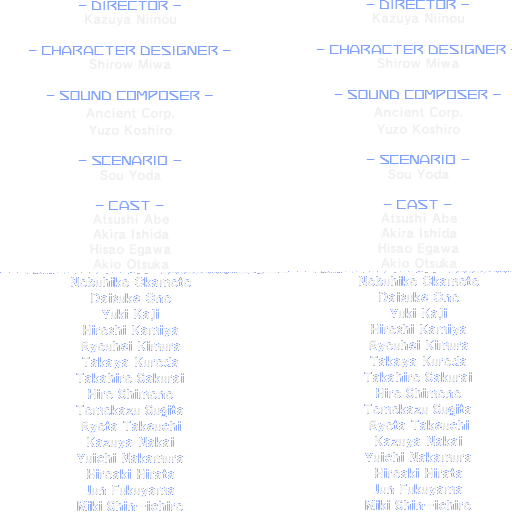 - DIRECTOR -
Kazuya Niinou
- CHARACTER DESIGNER -
Shirow Miwa
- SOUND COMPOSER -
Ancient Corp.
Yuzo Koshiro
- SCENARIO -
Sou Yoda
- CAST -
Atsushi Abe
Akira Ishida
Hisao Egawa
Akio Otsuka
Nobuhiko Okamoto
Daisuke Ono
Yuki Kaji
Hiroshi Kamiya
Ryouhei Kimura
Takaya Kuroda
Takahiro Sakurai
Hiro Shimono
Tomokazu Sugita
Ryota Takeuchi
Kazuya Nakai
Yuichi Nakamura
Hiroaki Hirata
Jun Fukuyama
Miki Shin-ichiro
- DIRECTOR -
Kazuya Niinou
- CHARACTER DESIGNER -
Shirow Miwa
- SOUND COMPOSER -
Ancient Corp.
Yuzo Koshiro
- SCENARIO -
Sou Yoda
- CAST -
Atsushi Abe
Akira Ishida
Hisao Egawa
Akio Otsuka
Nobuhiko Okamoto
Daisuke Ono
Yuki Kaji
Hiroshi Kamiya
Ryouhei Kimura
Takaya Kuroda
Takahiro Sakurai
Hiro Shimono
Tomokazu Sugita
Ryota Takeuchi
Kazuya Nakai
Yuichi Nakamura
Hiroaki Hirata
Jun Fukuyama
Miki Shin-ichiro